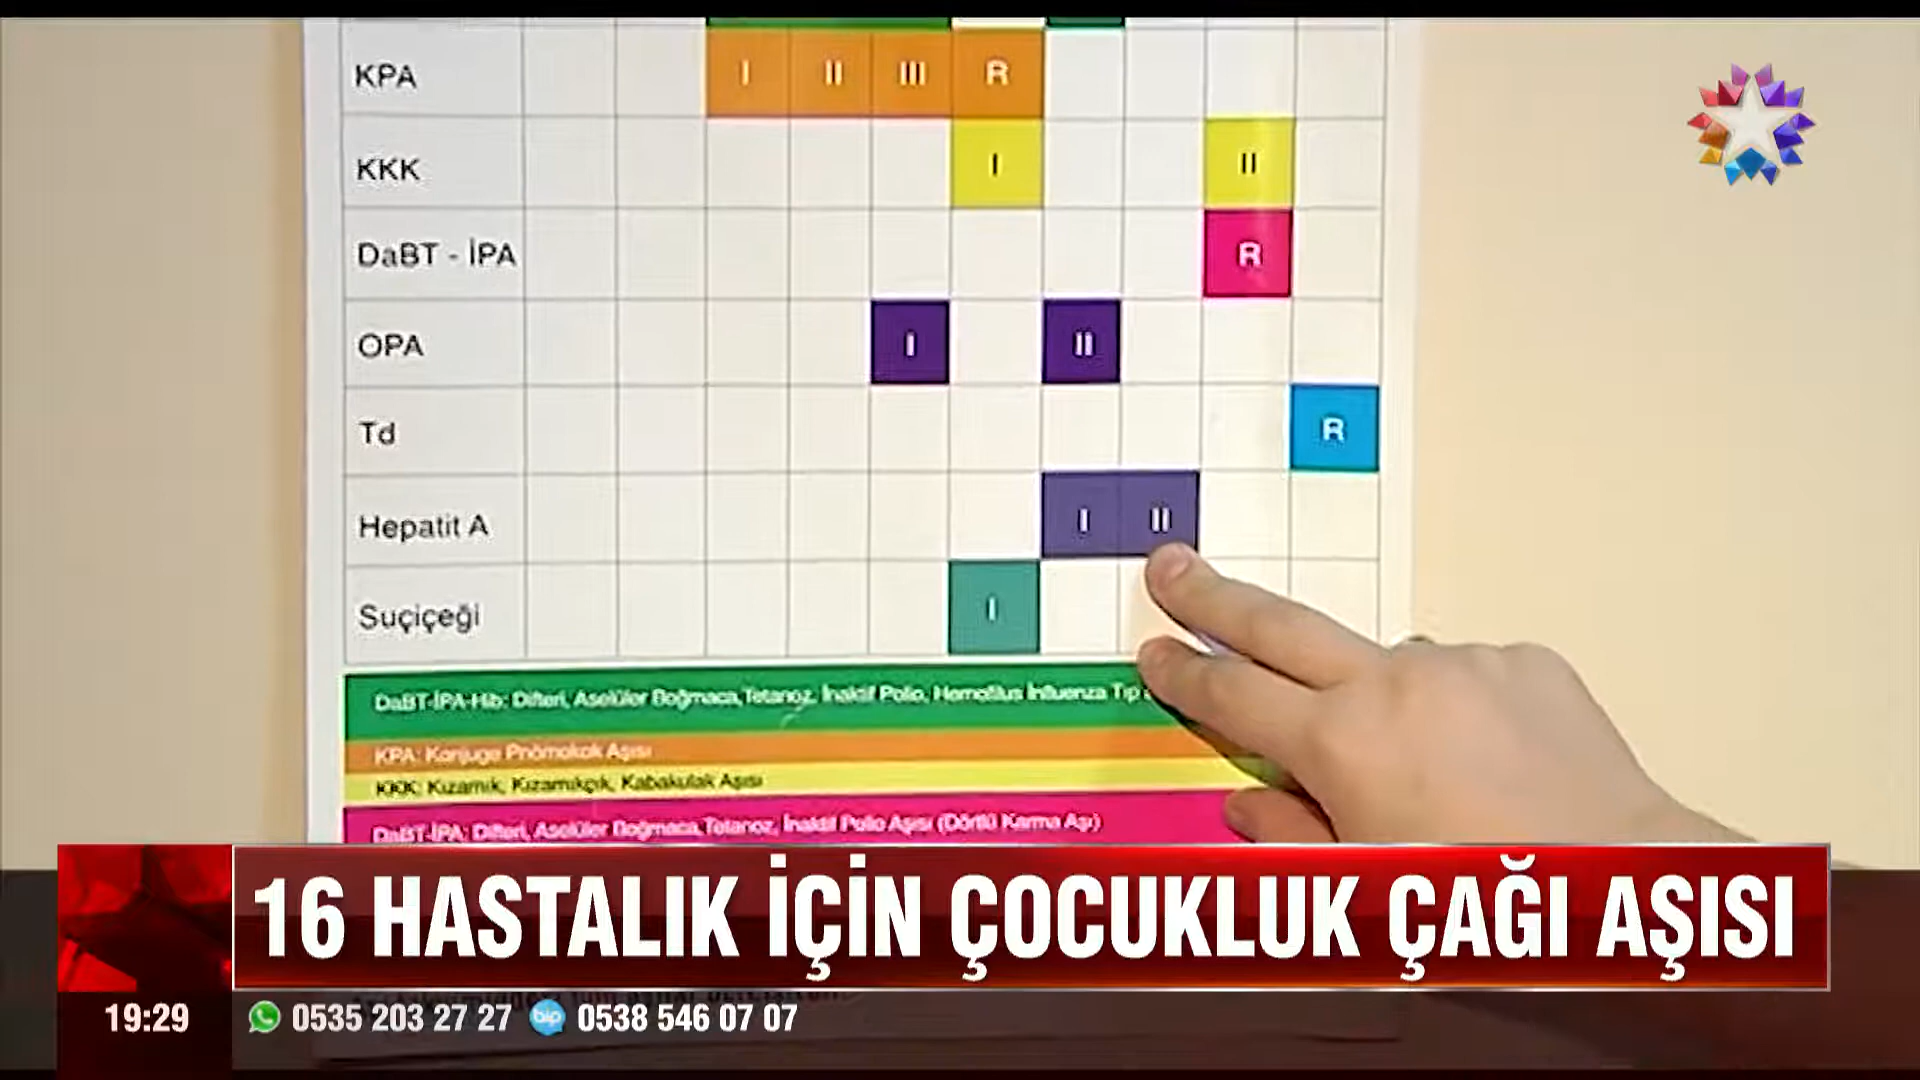 KPA I II III R
KKK I II
DaBT - İPA R
OPA I II
Td R
Hepatit A I II
Suçiçeği I
DaBT-İPA-Hib: Difteri, Aselüler Boğmaca, Tetanoz, İnaktif Polio, Hemofilus İnfluenza Tip
KPA: Konjuge Pnömokok Aşısı
KKK: Kızamık, Kızamıkçık, Kabakulak Aşısı
DaBT-İPA: Difteri, Aselüler Boğmaca, Tetanoz, İnaktif Polio Aşısı (Dörtlü Karma Aşı)
16 HASTALIK İÇİN ÇOCUKLUK ÇAĞI AŞISI
19:29 0535 203 27 27 bip 0538 546 07 07